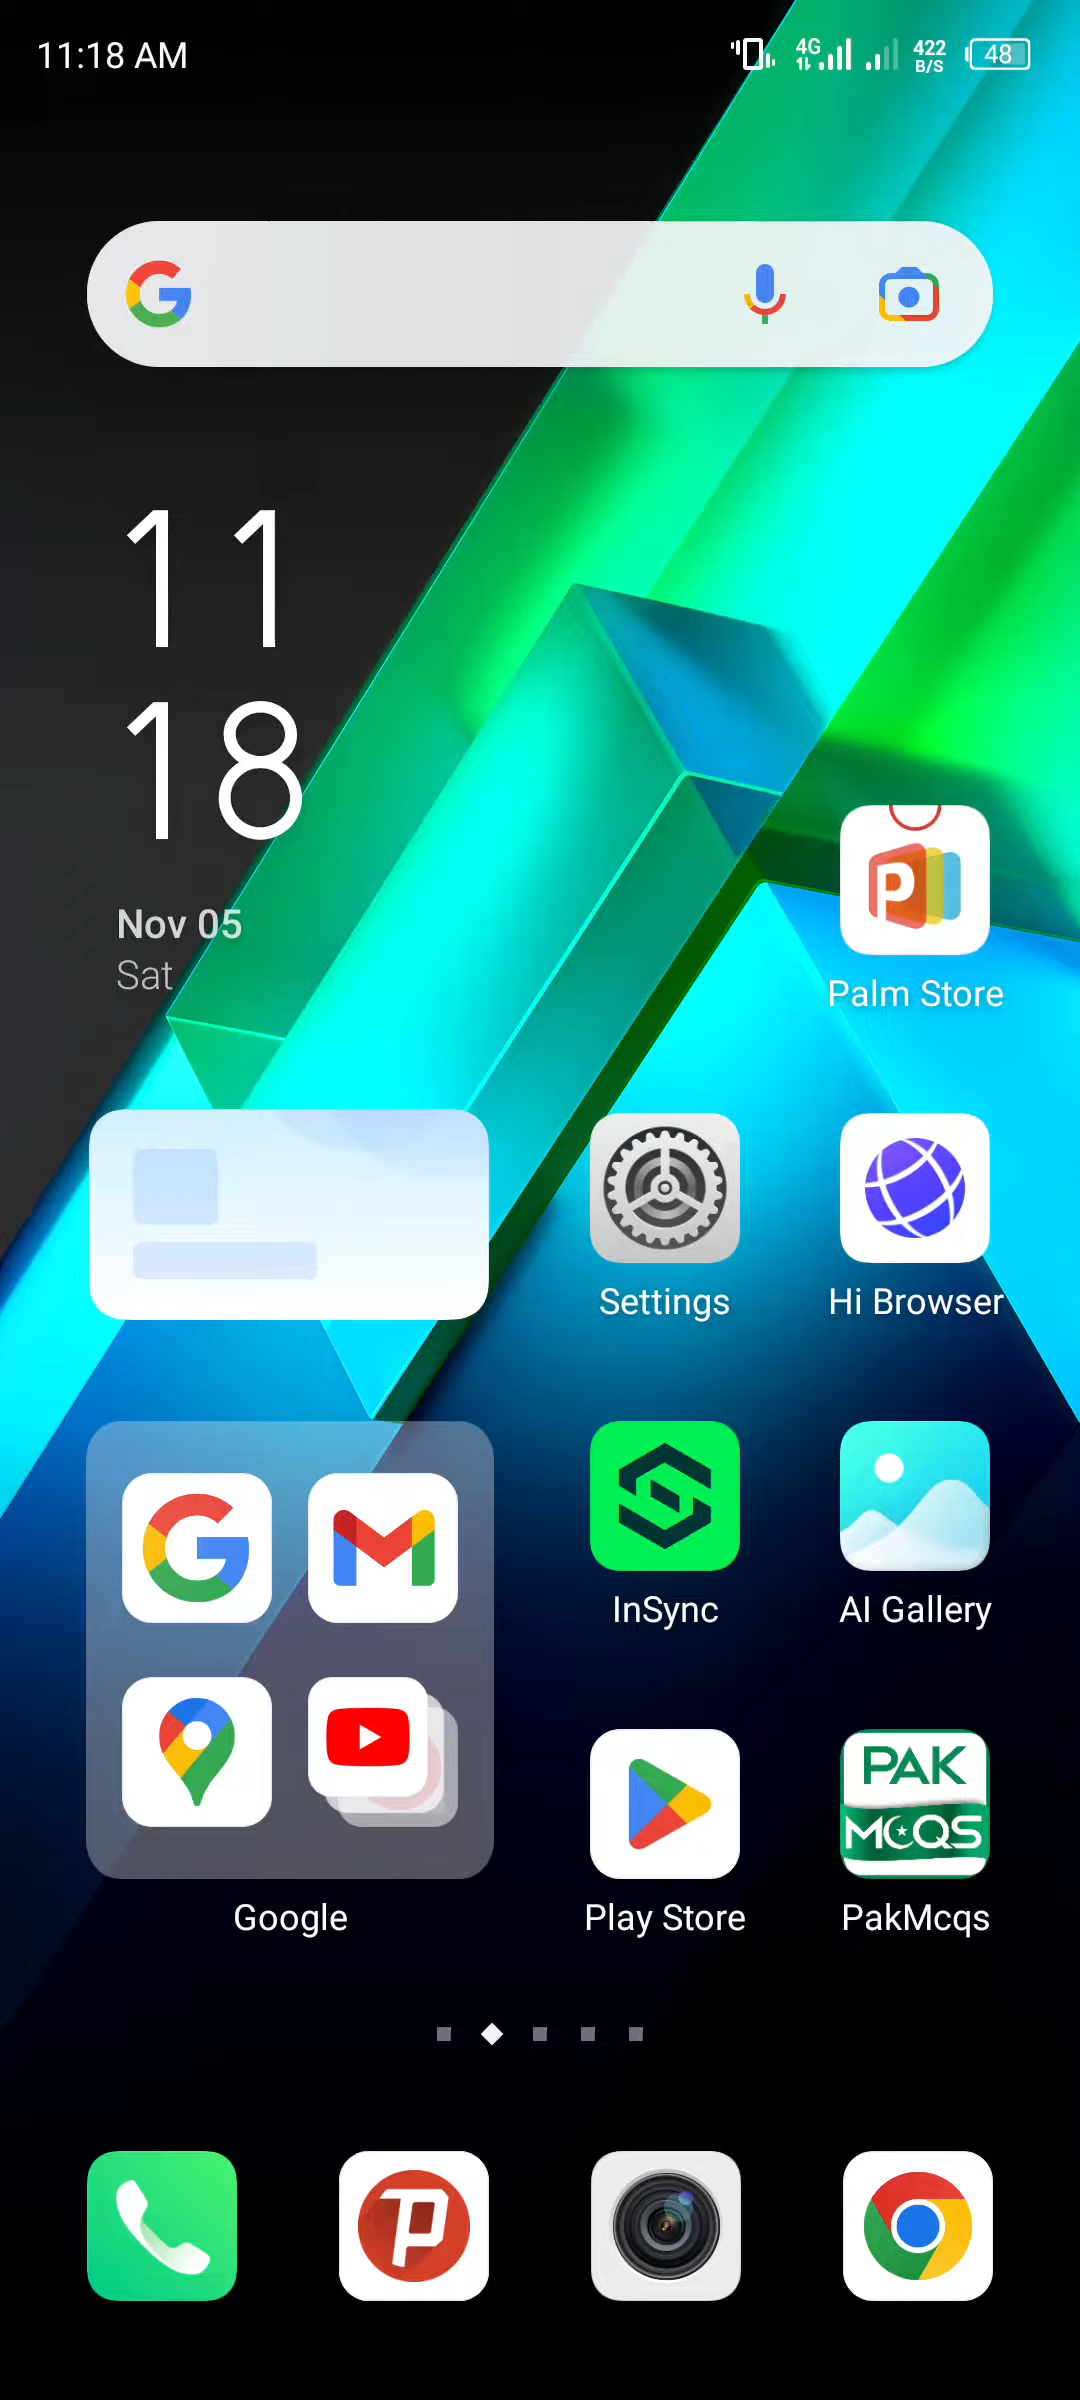 11:18 AM
4G
422
B/S
48
11
18
Nov 05
Sat
Palm Store
Settings
Hi Browser
InSync
AI Gallery
PAK
MCQS
Google
Play Store
PakMcqs